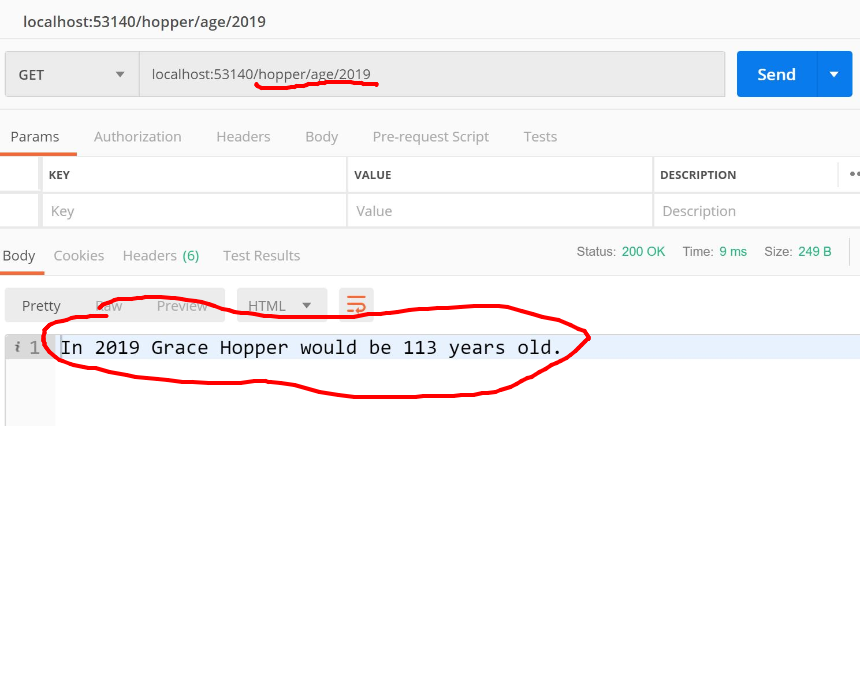 localhost:53140/hopper/age/2019
GET localhost:53140/hopper/age/2019 Send
Params Authorization Headers Body Pre-request Script Tests
KEY VALUE DESCRIPTION
Key Value Description
Body Cookies Headers (6) Test Results Status: 200 OK Time: 9 ms Size: 249 B
Pretty Raw Preview HTML
i 1 In 2019 Grace Hopper would be 113 years old.